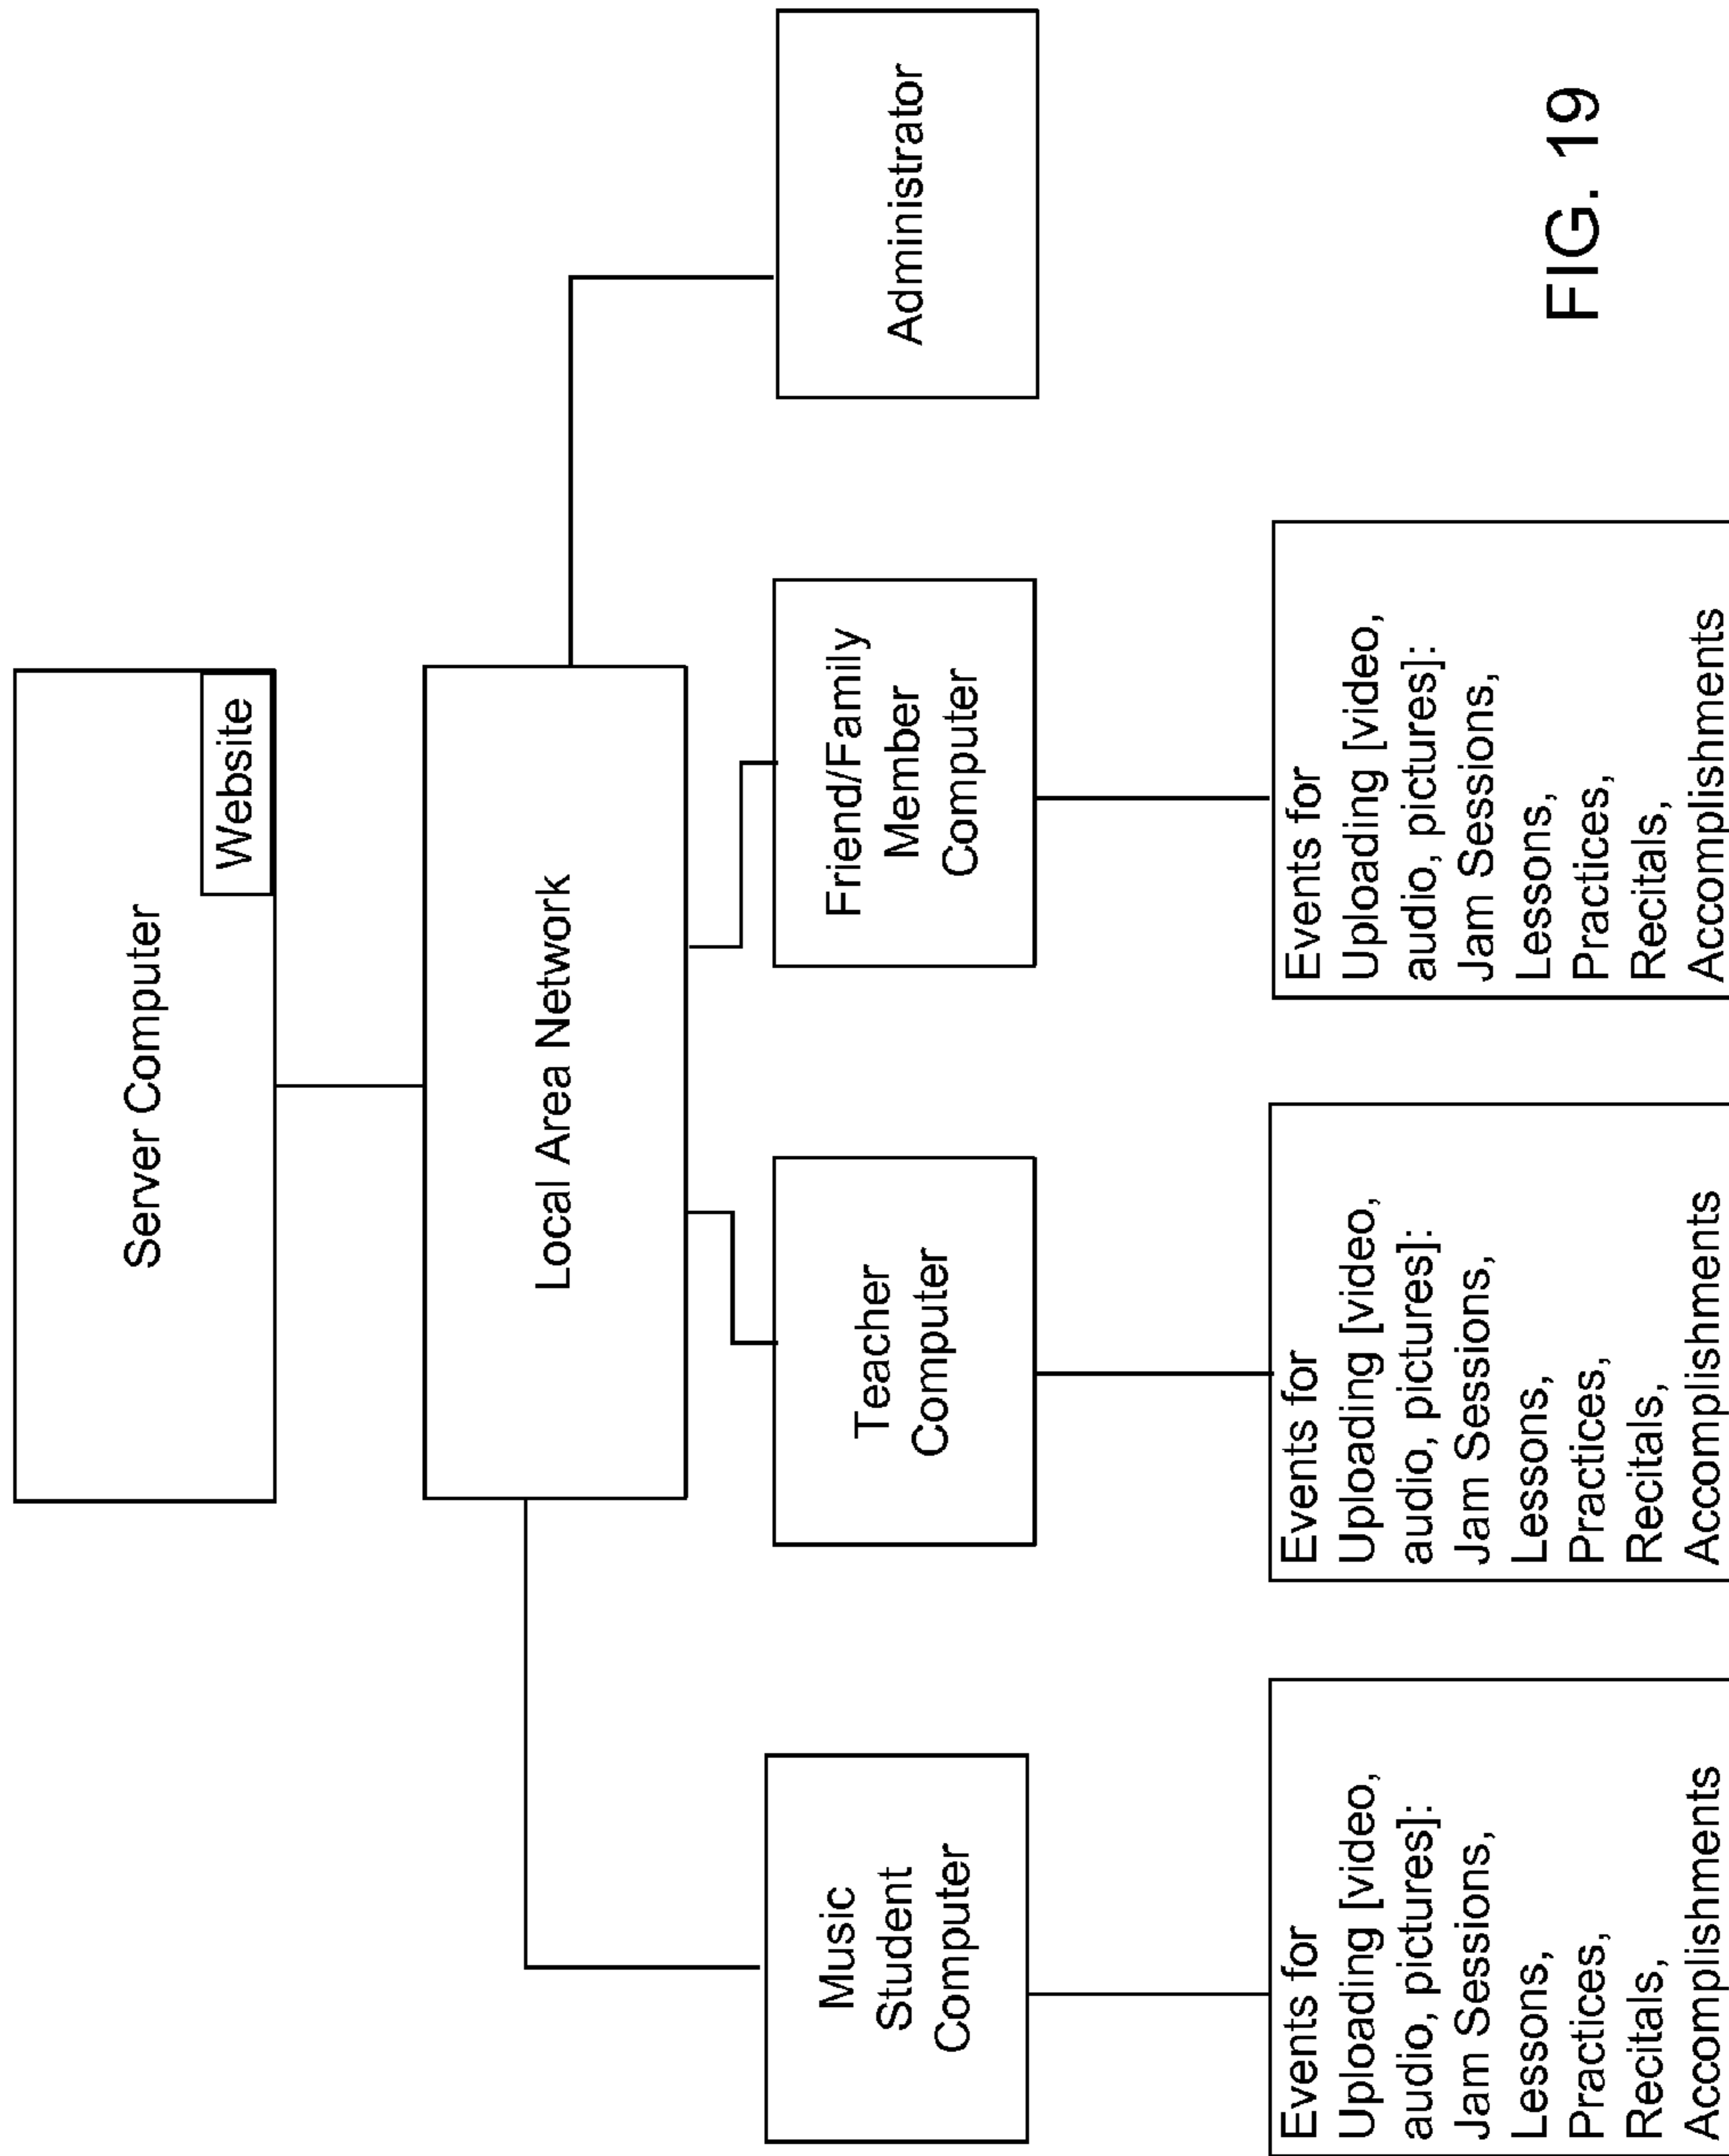 Server Computer
Website
Local Area Network
Music
Student
Computer
Teacher
Computer
Friend/Family
Member
Computer
Administrator
Events for
Uploading [video,
audio, pictures]:
Jam Sessions,
Lessons,
Practices,
Recitals,
Accomplishments
Events for
Uploading [video,
audio, pictures]:
Jam Sessions,
Lessons,
Practices,
Recitals,
Accomplishments
Events for
Uploading [video,
audio, pictures]:
Jam Sessions,
Lessons,
Practices,
Recitals,
Accomplishments
FIG. 19